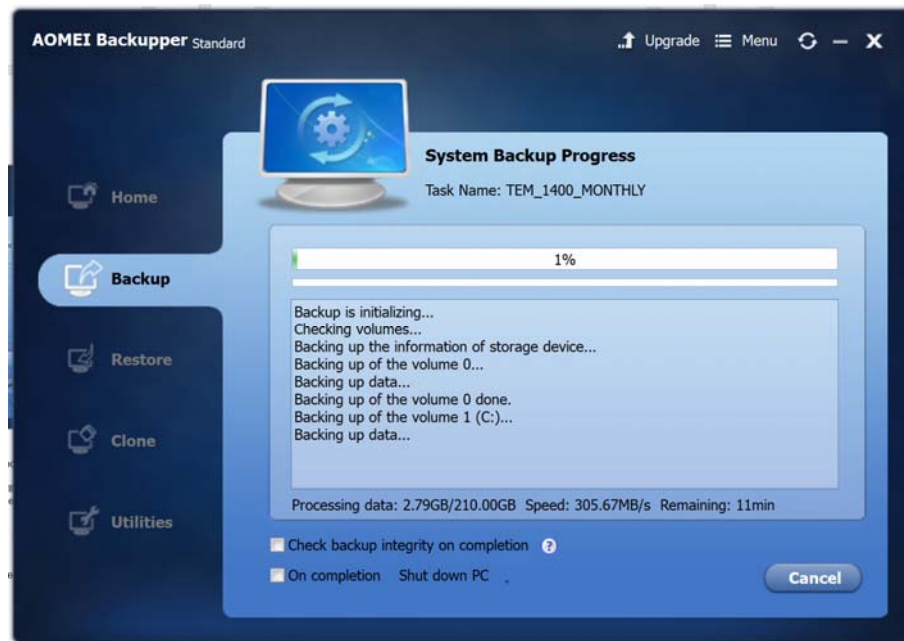 AOMEI Backupper Standard
Upgrade Menu
System Backup Progress
Task Name: TEM_1400_MONTHLY
Home
Backup
Restore
Clone
Utilities
1%
Backup is initializing...
Checking volumes...
Backing up the information of storage device...
Backing up of the volume 0...
Backing up data...
Backing up of the volume 0 done.
Backing up of the volume 1 (C:)...
Backing up data...
Processing data: 2.79GB/210.00GB Speed: 305.67MB/s Remaining: 11min
Check backup integrity on completion ?
On completion Shut down PC
Cancel